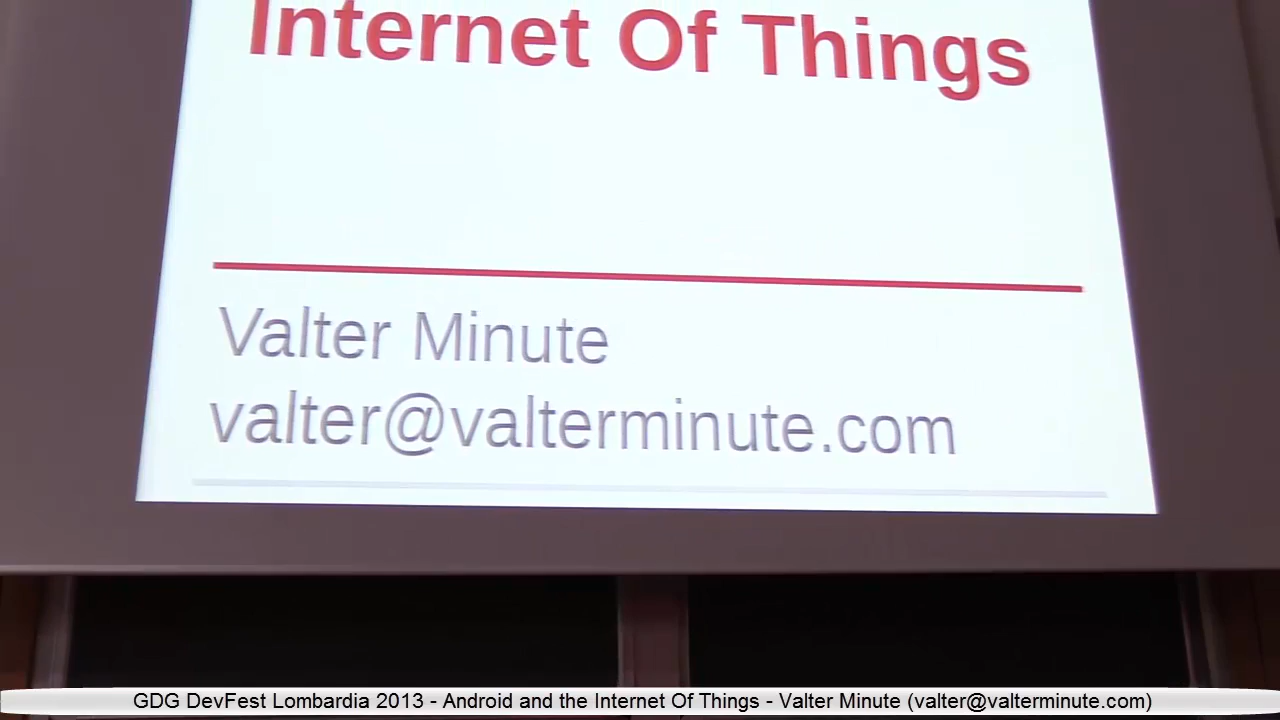 Internet Of Things
Valter Minute
valter@valterminute.com
GDG DevFest Lombardia 2013 - Android and the Internet Of Things - Valter Minute (valter@valterminute.com)